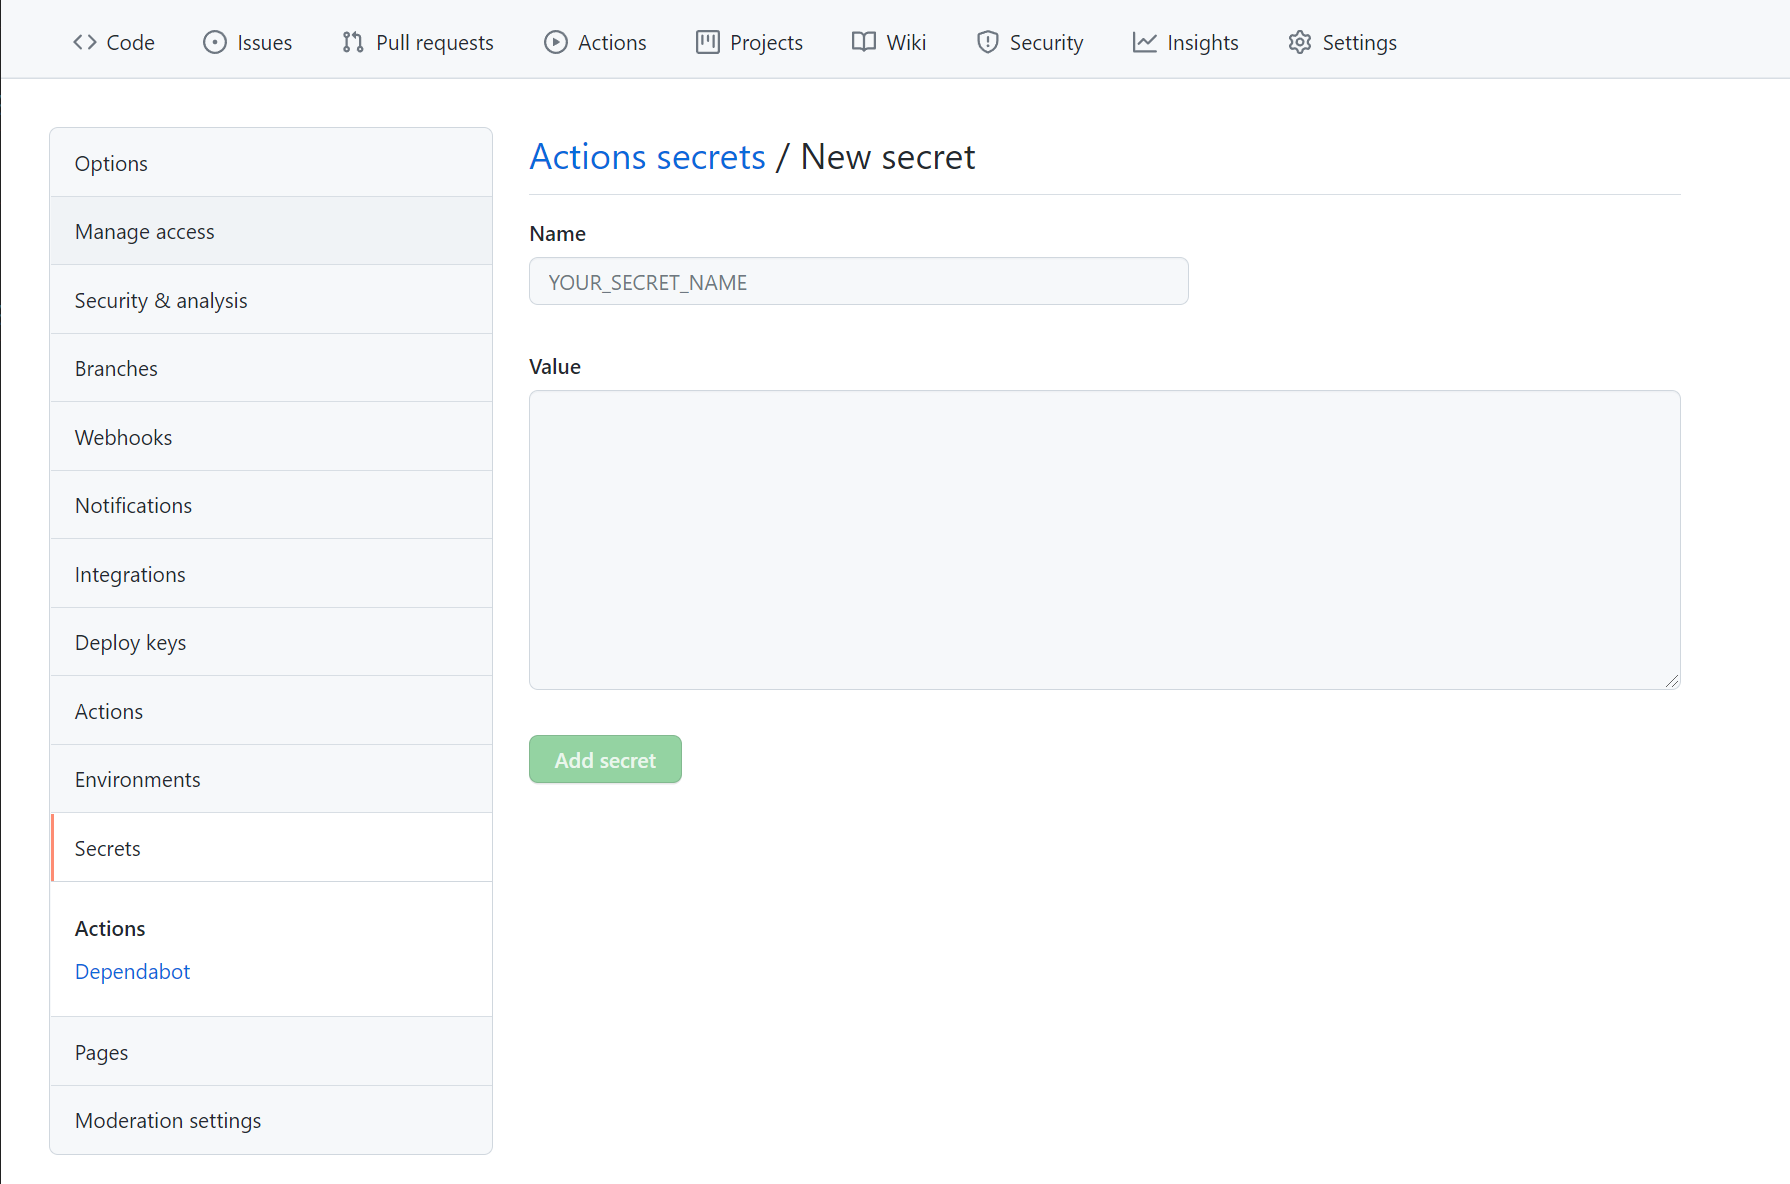 Code Issues Pull requests Actions Projects Wiki Security Insights Settings
Options
Manage access
Security & analysis
Branches
Webhooks
Notifications
Integrations
Deploy keys
Actions
Environments
Secrets
Actions
Dependabot
Pages
Moderation settings
Actions secrets / New secret
Name
YOUR_SECRET_NAME
Value
Add secret